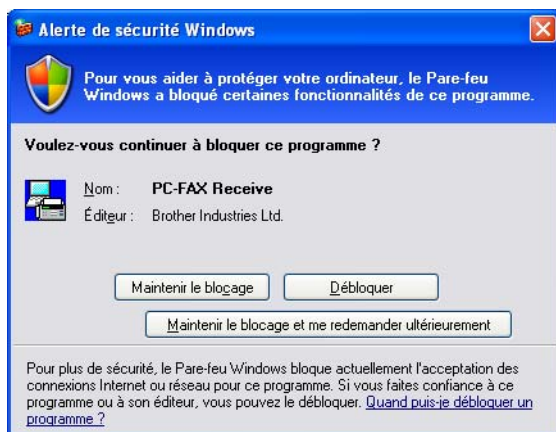 Alerte de sécurité Windows
Pour vous aider à protéger votre ordinateur, le Pare-feu
Windows a bloqué certaines fonctionnalités de ce programme.
Voulez-vous continuer à bloquer ce programme ?
Nom : PC-FAX Receive
Éditeur : Brother Industries Ltd.
Maintenir le blocage Débloquer
Maintenir le blocage et me redemander ultérieurement
Pour plus de sécurité, le Pare-feu Windows bloque actuellement l'acceptation des
connexions Internet ou réseau pour ce programme. Si vous faites confiance à ce
programme ou à son éditeur, vous pouvez le débloquer. Quand puis-je débloquer un
programme ?